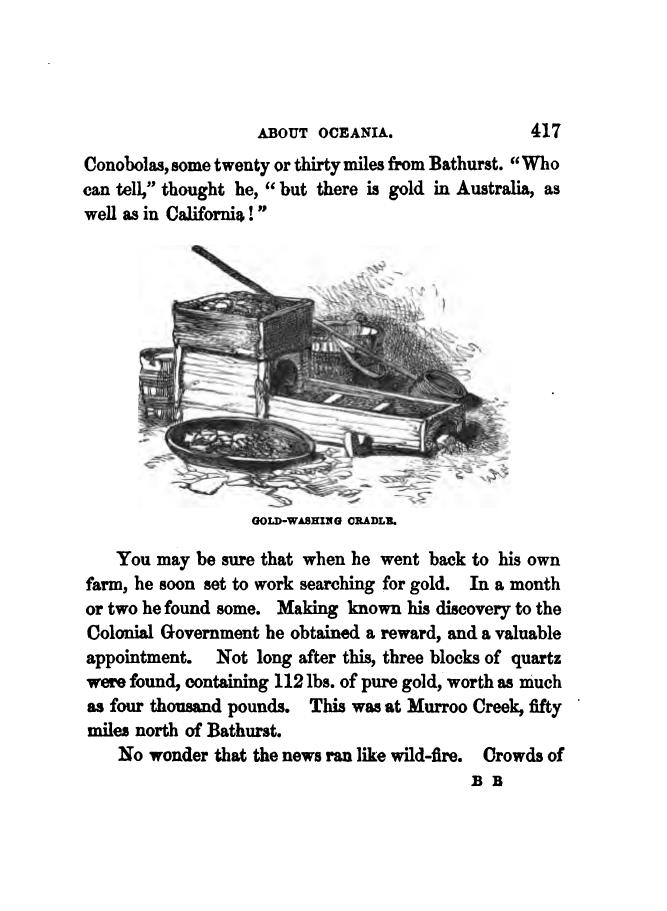 ABOUT OCEANIA. 417
Conobolas, some twenty or thirty miles from Bathurst. "Who
can tell," thought he, "but there is gold in Australia, as
well as in California!"
GOLD-WASHING CRADLE.
You may be sure that when he went back to his own
farm, he soon set to work searching for gold. In a month
or two he found some. Making known his discovery to the
Colonial Government he obtained a reward, and a valuable
appointment. Not long after this, three blocks of quartz
were found, containing 112 lbs. of pure gold, worth as much
as four thousand pounds. This was at Murroo Creek, fifty
miles north of Bathurst.
No wonder that the news ran like wild-fire. Crowds of
B B